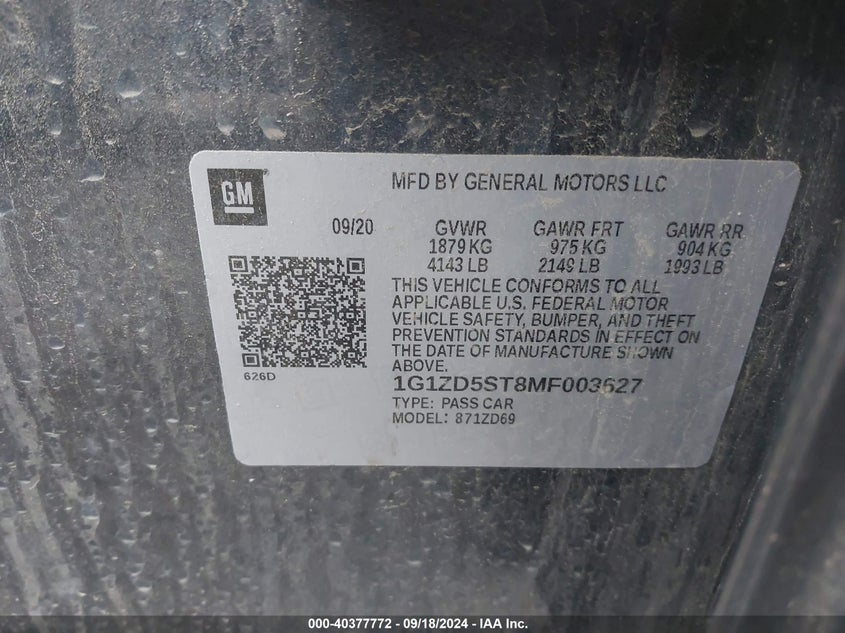 GM
MFD BY GENERAL MOTORS LLC
09/20 GVWR GAWR FRT GAWR RR
1879 KG 975 KG 904 KG
4143 LB 2149 LB 1993 LB
THIS VEHICLE CONFORMS TO ALL
APPLICABLE U.S. FEDERAL MOTOR
VEHICLE SAFETY, BUMPER, AND THEFT
PREVENTION STANDARDS IN EFFECT ON
THE DATE OF MANUFACTURE SHOWN
ABOVE.
626D
1G1ZD5ST8MF003627
TYPE: PASS CAR
MODEL: 871ZD69
000-40377772 - 09/18/2024 - IAA Inc.